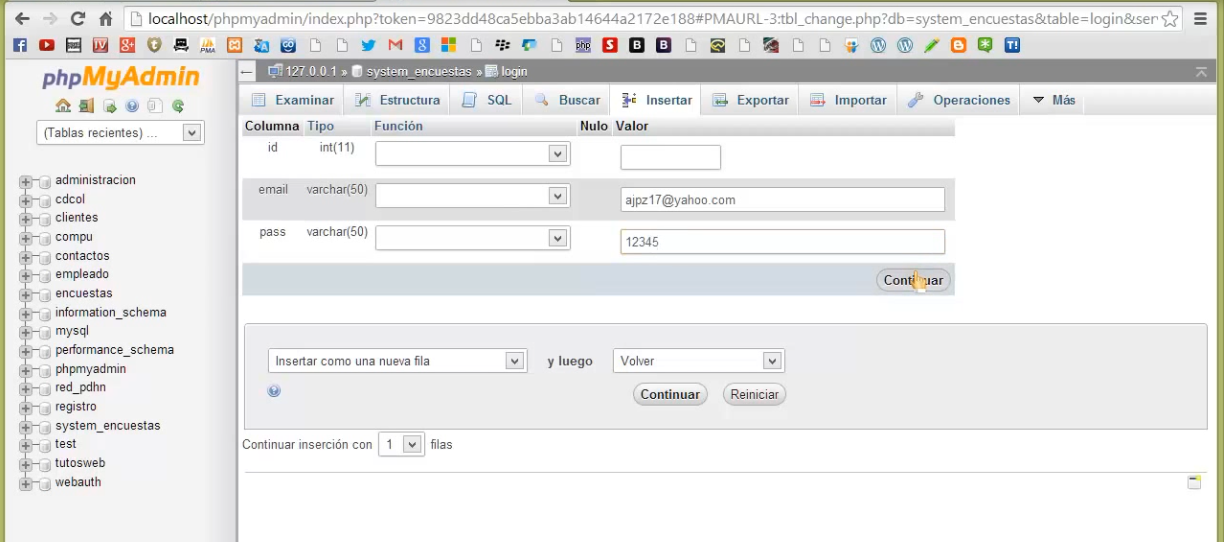 localhost/phpmyadmin/index.php?token=9823dd48ca5ebba3ab14644a2172e188#PMAURL-3:tbl_change.php?db=system_encuestas&table=login&ser
phpMyAdmin
127.0.0.1 » system_encuestas » login
Examinar Estructura SQL Buscar Insertar Exportar Importar Operaciones Más
(Tablas recientes) ...
Columna Tipo Función Nulo Valor
id int(11)
email varchar(50) ajpz17@yahoo.com
pass varchar(50) 12345
Continuar
Insertar como una nueva fila y luego Volver
Continuar Reiniciar
Continuar inserción con 1 filas
administracion
cdcol
clientes
compu
contactos
empleado
encuestas
information_schema
mysql
performance_schema
phpmyadmin
red_pdhn
registro
system_encuestas
test
tutosweb
webauth